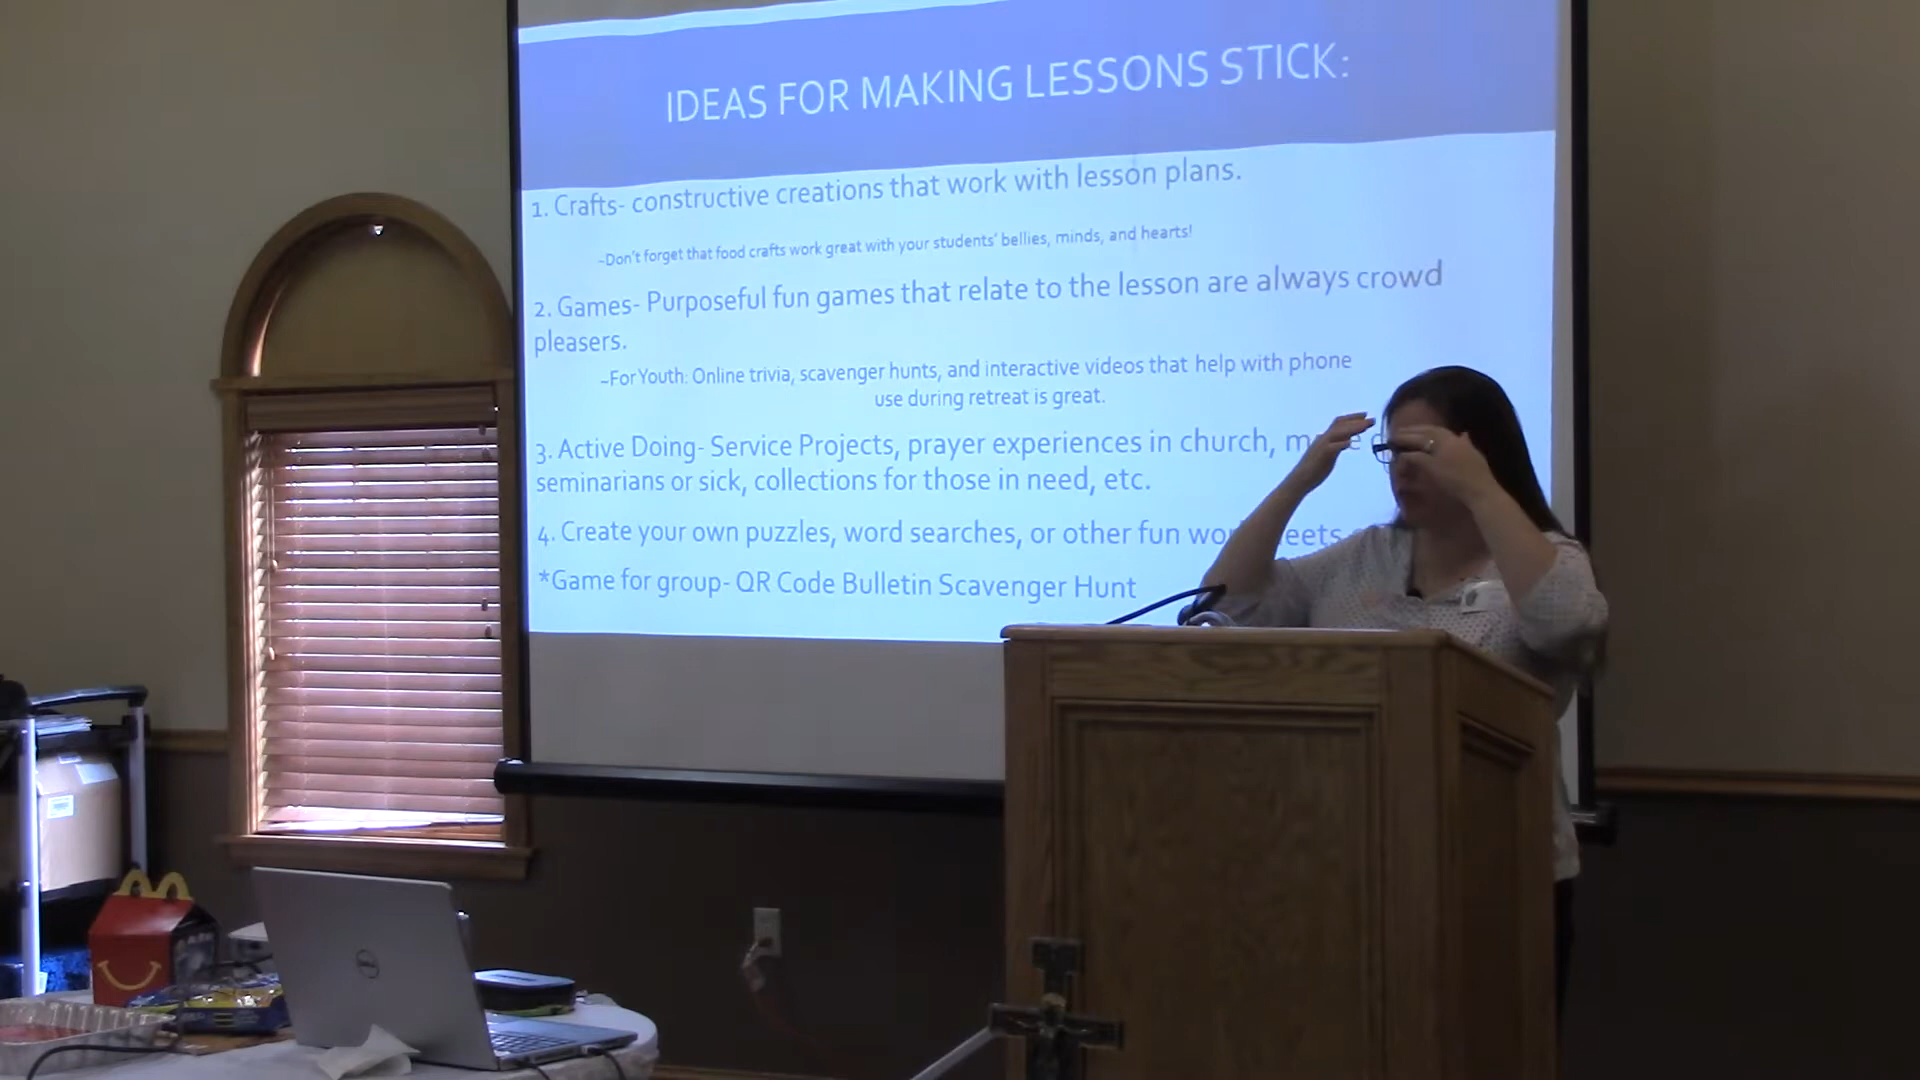 IDEAS FOR MAKING LESSONS STICK:
1. Crafts- constructive creations that work with lesson plans.
-Don't forget that food crafts work great with your students' bellies, minds, and hearts!
2. Games- Purposeful fun games that relate to the lesson are always crowd
pleasers.
-For Youth: Online trivia, scavenger hunts, and interactive videos that help with phone
use during retreat is great.
3. Active Doing- Service Projects, prayer experiences in church,
seminarians or sick, collections for those in need, etc.
4. Create your own puzzles, word searches, or other fun
*Game for group- QR Code Bulletin Scavenger Hunt
DELL